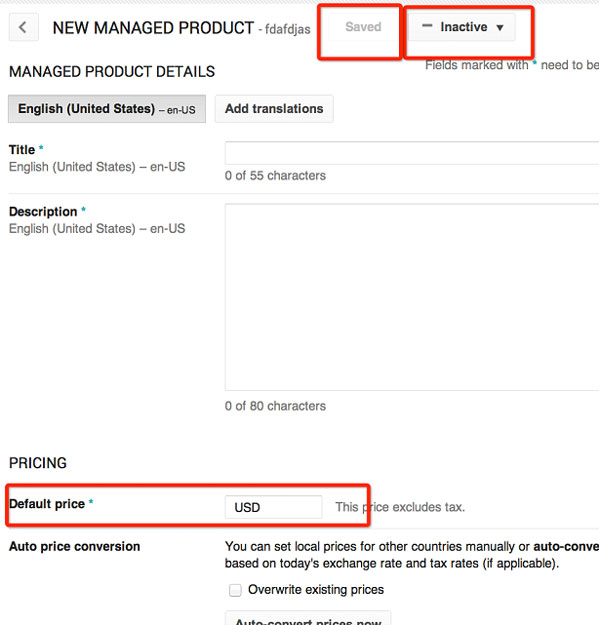 NEW MANAGED PRODUCT - fdafdjas Saved Inactive
Fields marked with * need to be
MANAGED PRODUCT DETAILS
English (United States) – en-US Add translations
Title *
English (United States) – en-US
0 of 55 characters
Description *
English (United States) – en-US
0 of 80 characters
PRICING
Default price * USD This price excludes tax.
Auto price conversion You can set local prices for other countries manually or auto-conve
based on today's exchange rate and tax rates (if applicable).
Overwrite existing prices
Auto-convert prices now